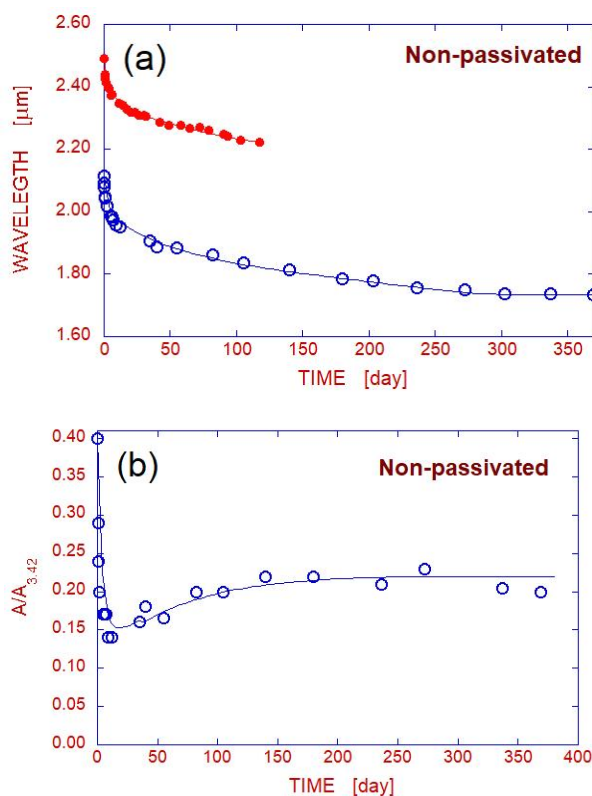 2.60
(a)
Non-passivated
2.40
2.20
2.00
1.80
1.60
WAVELEGTH [μm]
0 50 100 150 200 250 300 350
TIME [day]
0.40
(b)
Non-passivated
0.35
0.30
0.25
0.20
0.15
0.10
0.05
0.00
A/A3.42
0 50 100 150 200 250 300 350 400
TIME [day]